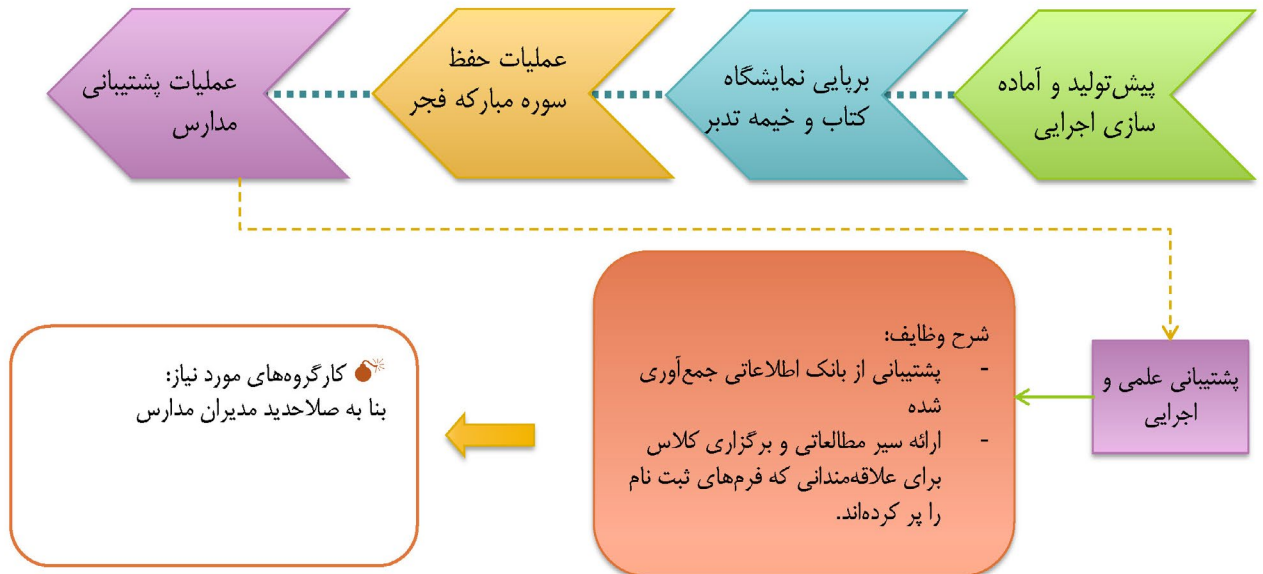 پیش‌تولید و آماده
سازی اجرایی
برپایی نمایشگاه
کتاب و خیمه تدبر
عملیات حفظ
سوره مبارکه فجر
عملیات پشتیبانی
مدارس
پشتیبانی علمی و
اجرایی
شرح وظایف:
- پشتیبانی از بانک اطلاعاتی جمع‌آوری
شده
- ارائه سیر مطالعاتی و برگزاری کلاس
برای علاقه‌مندانی که فرم‌های ثبت نام
را پر کرده‌اند.
کارگروه‌های مورد نیاز:
بنا به صلاحدید مدیران مدارس